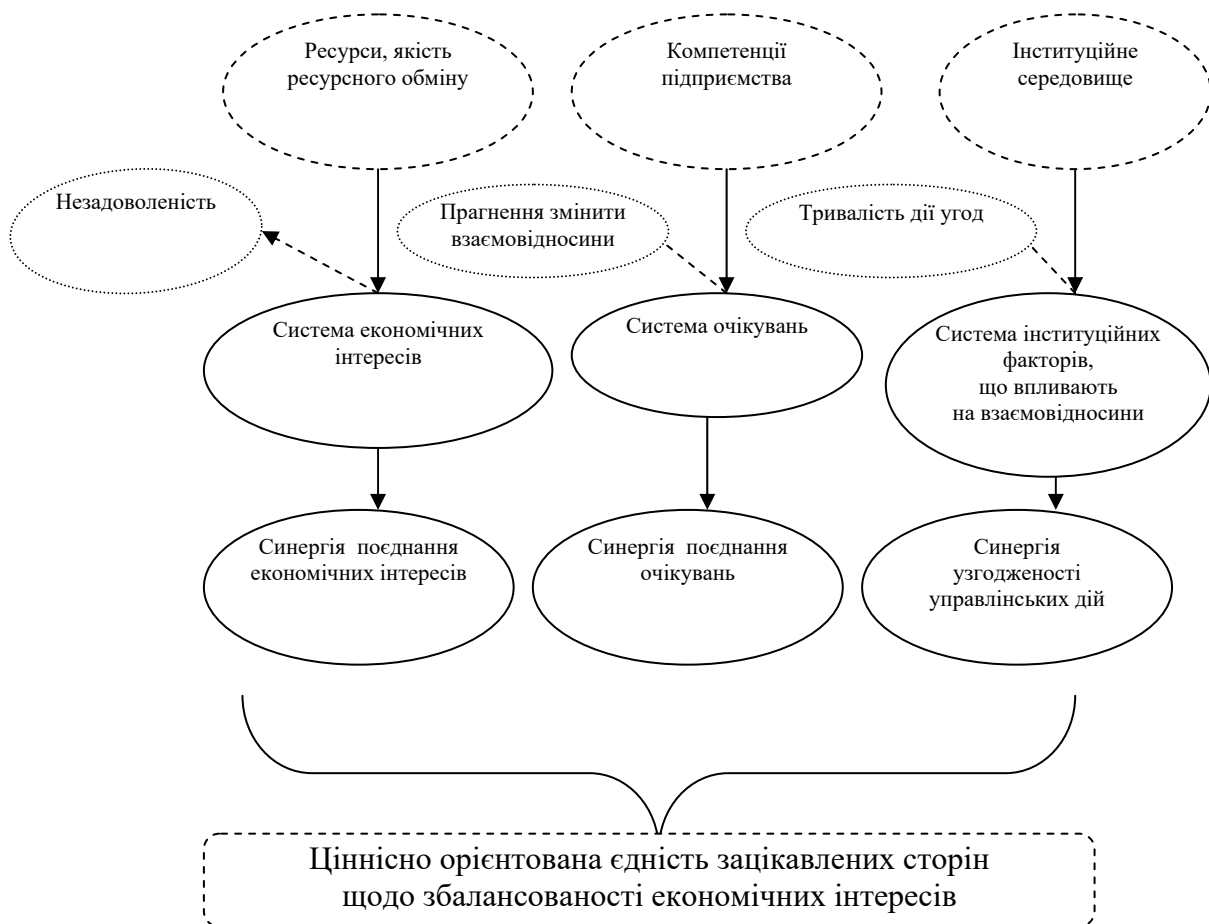 Ресурси, якість
ресурсного обміну
Компетенції
підприємства
Інституційне
середовище
Незадоволеність
Прагнення змінити
взаємовідносини
Тривалість дії угод
Система економічних
інтересів
Система очікувань
Система інституційних
факторів,
що впливають
на взаємовідносини
Синергія поєднання
економічних інтересів
Синергія поєднання
очікувань
Синергія
узгодженості
управлінських дій
Ціннісно орієнтована єдність зацікавлених сторін
щодо збалансованості економічних інтересів